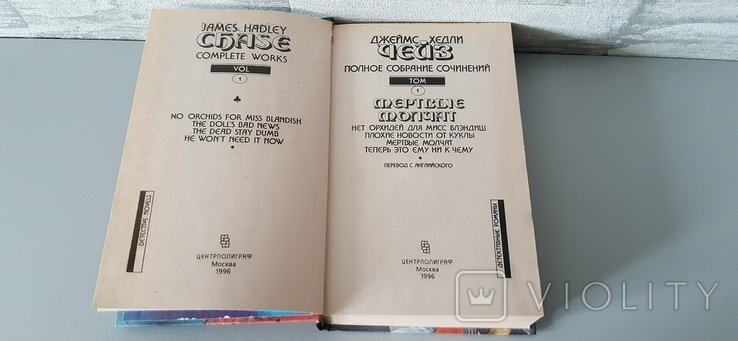 JAMES HADLEY
CHASE
COMPLETE WORKS
VOL
1
NO ORCHIDS FOR MISS BLANDISH
THE DOLL'S BAD NEWS
THE DEAD STAY DUMB
HE WON'T NEED IT NOW
DETECTIVE NOVELS
ЦЕНТРПОЛИГРАФ
Москва
1996
ДЖЕЙМС ХЕДЛИ
ЧЕЙЗ
ПОЛНОЕ СОБРАНИЕ СОЧИНЕНИЙ
ТОМ
1
МЕРТВЫЕ
МОЛЧАТ
НЕТ ОРХИДЕЙ ДЛЯ МИСС БЛЭНДИШ
ПЛОХИЕ НОВОСТИ ОТ КУКЛЫ
МЕРТВЫЕ МОЛЧАТ
ТЕПЕРЬ ЭТО ЕМУ НИ К ЧЕМУ
ПЕРЕВОД С АНГЛИЙСКОГО
ДЕТЕКТИВНЫЕ РОМАНЫ
ЦЕНТРПОЛИГРАФ
Москва
1996
VIOLITY